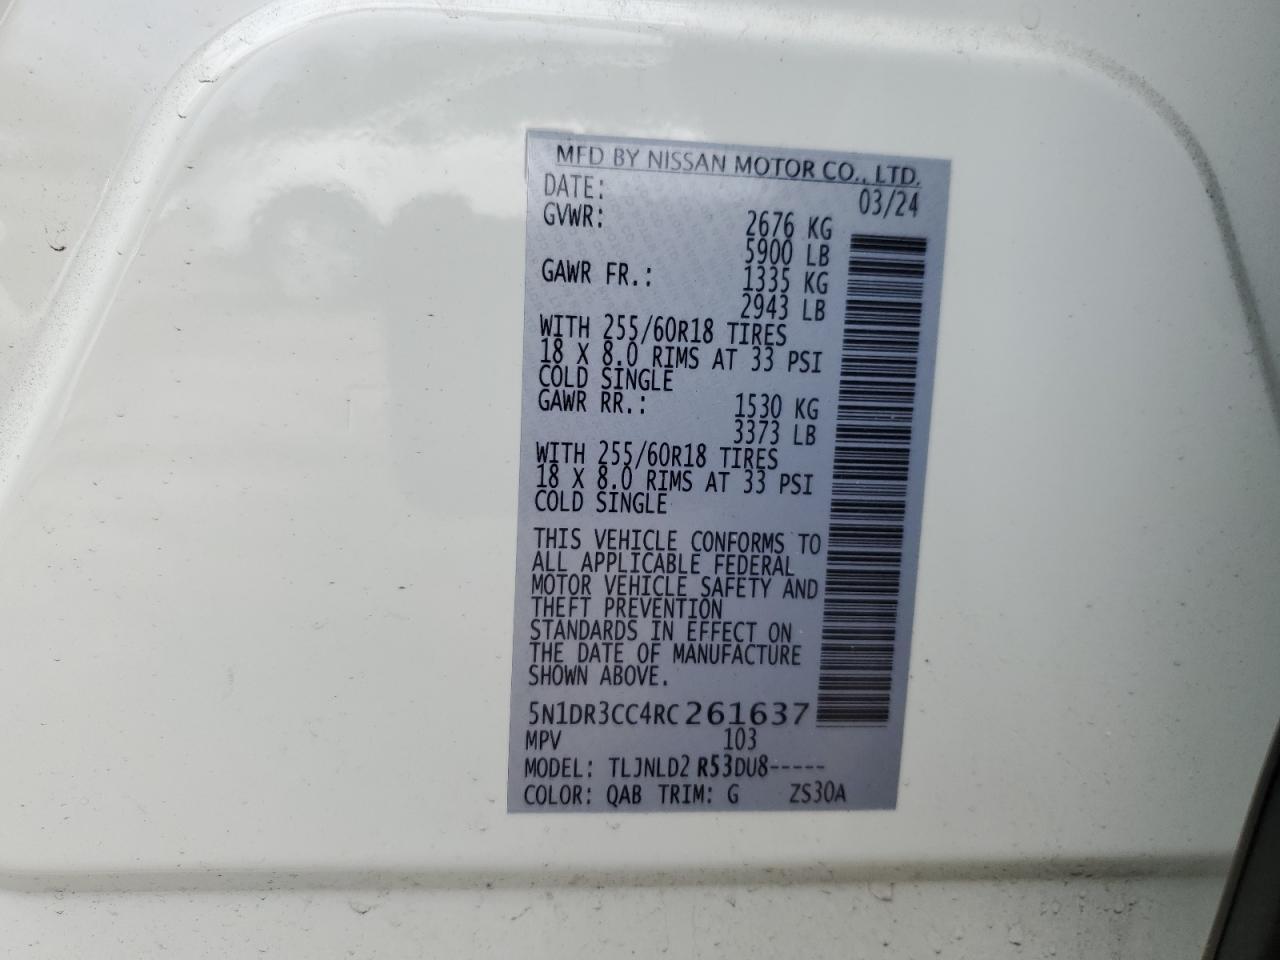 MFD BY NISSAN MOTOR CO., LTD.
DATE: 03/24
GVWR: 2676 KG
5900 LB
GAWR FR.: 1335 KG
2943 LB
WITH 255/60R18 TIRES
18 X 8.0 RIMS AT 33 PSI
COLD SINGLE
GAWR RR.: 1530 KG
3373 LB
WITH 255/60R18 TIRES
18 X 8.0 RIMS AT 33 PSI
COLD SINGLE
THIS VEHICLE CONFORMS TO
ALL APPLICABLE FEDERAL
MOTOR VEHICLE SAFETY AND
THEFT PREVENTION
STANDARDS IN EFFECT ON
THE DATE OF MANUFACTURE
SHOWN ABOVE.
5N1DR3CC4RC261637
MPV 103
MODEL: TLJNLD2 R53DU8-----
COLOR: QAB TRIM: G ZS30A